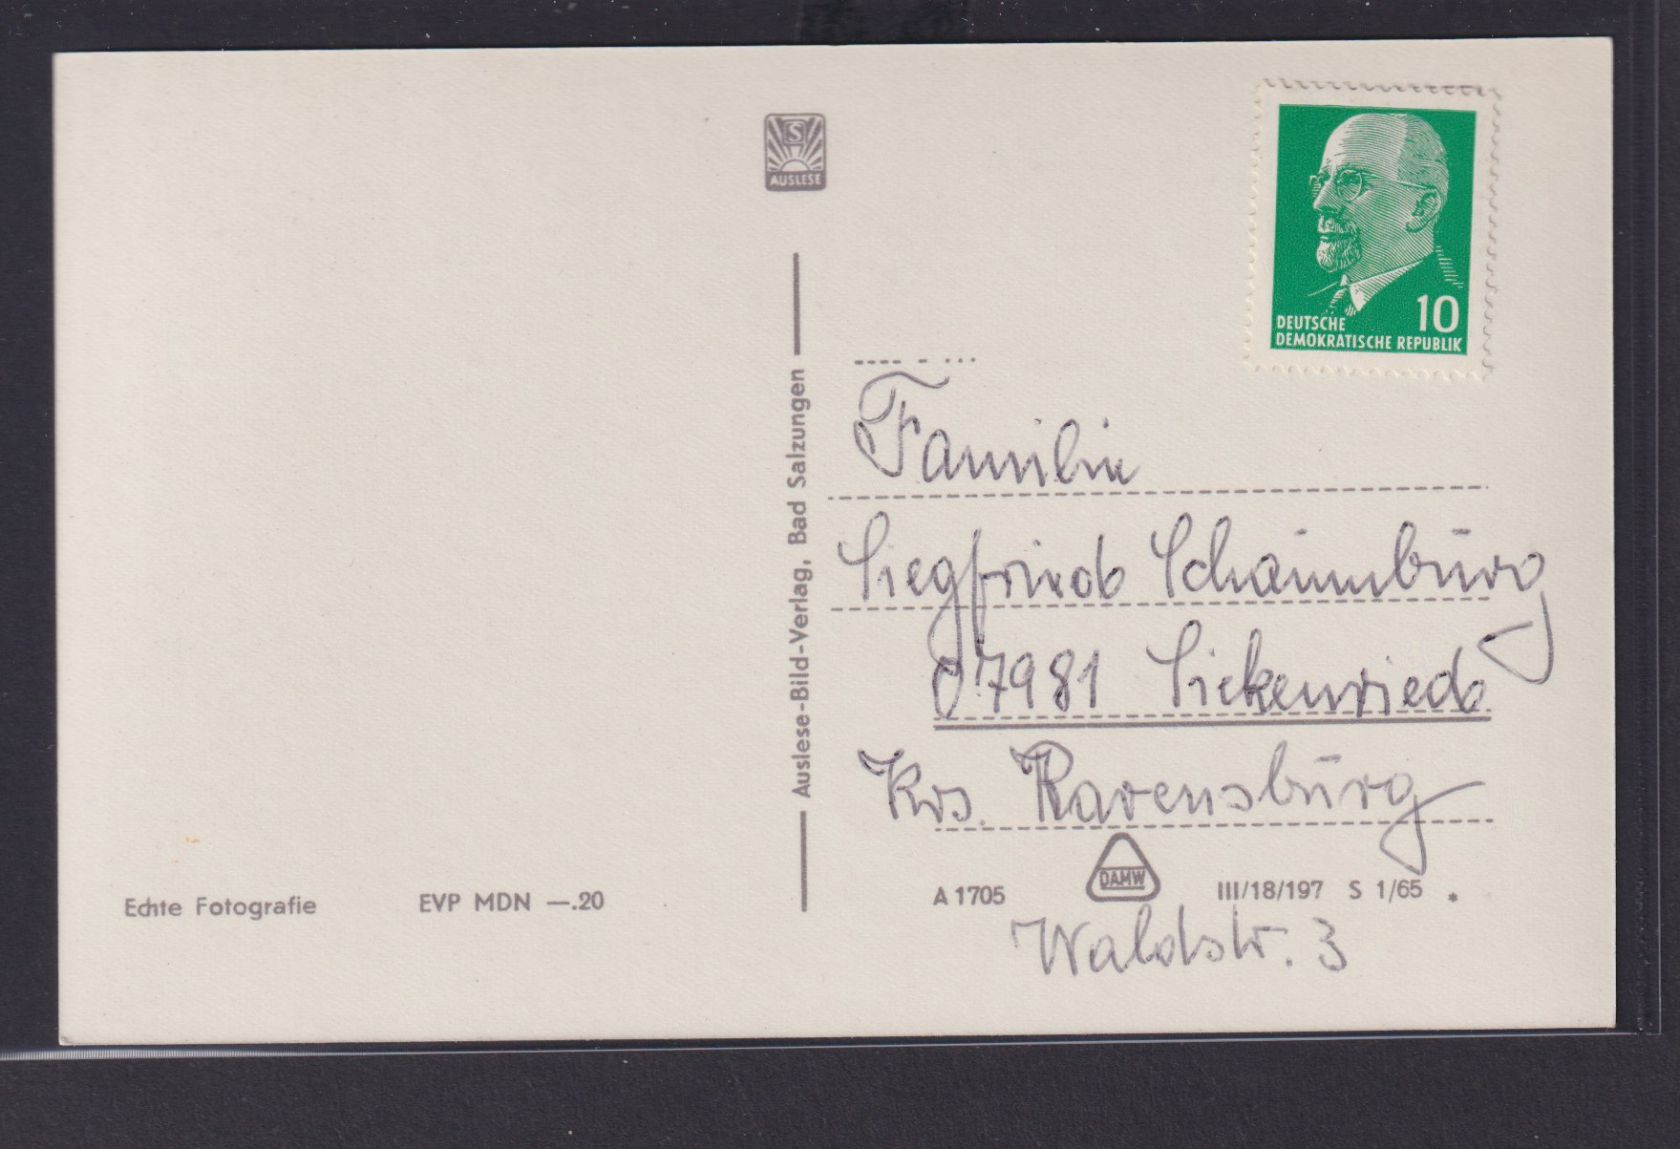 S
AUSLESE
10
DEUTSCHE
DEMOKRATISCHE REPUBLIK
Auslese-Bild-Verlag, Bad Salzungen
Familie
Siegfried Schaumburg
07981 Sickenried
Krs. Ravensburg
Echte Fotografie EVP MDN —.20
A 1705 DAMW III/18/197 S 1/65 *
Waldstr. 3